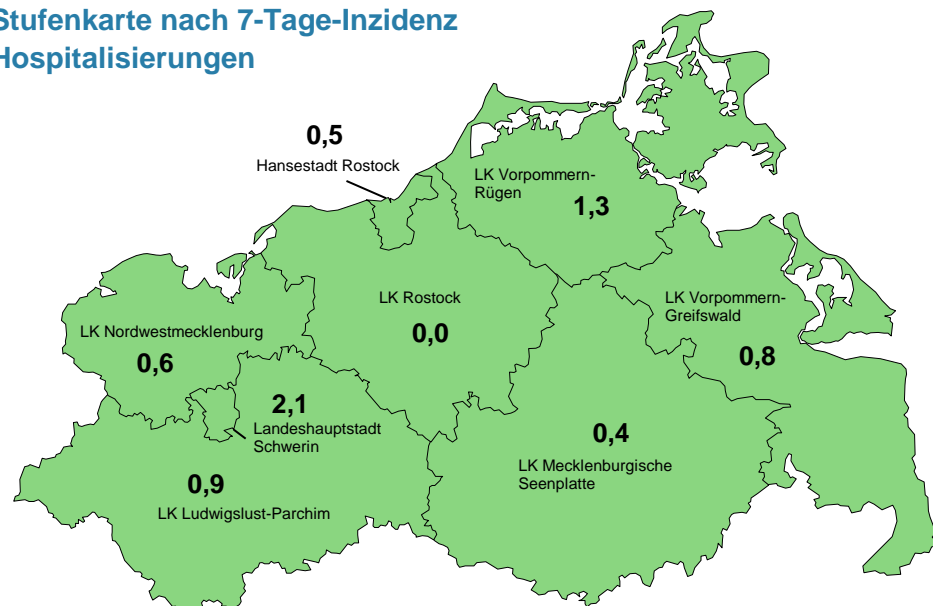 Stufenkarte nach 7-Tage-Inzidenz
Hospitalisierungen
0,5
Hansestadt Rostock
LK Vorpommern-
Rügen
1,3
LK Rostock
0,0
LK Vorpommern-
Greifswald
0,8
LK Nordwestmecklenburg
0,6
2,1
Landeshauptstadt
Schwerin
0,4
LK Mecklenburgische
Seenplatte
0,9
LK Ludwigslust-Parchim